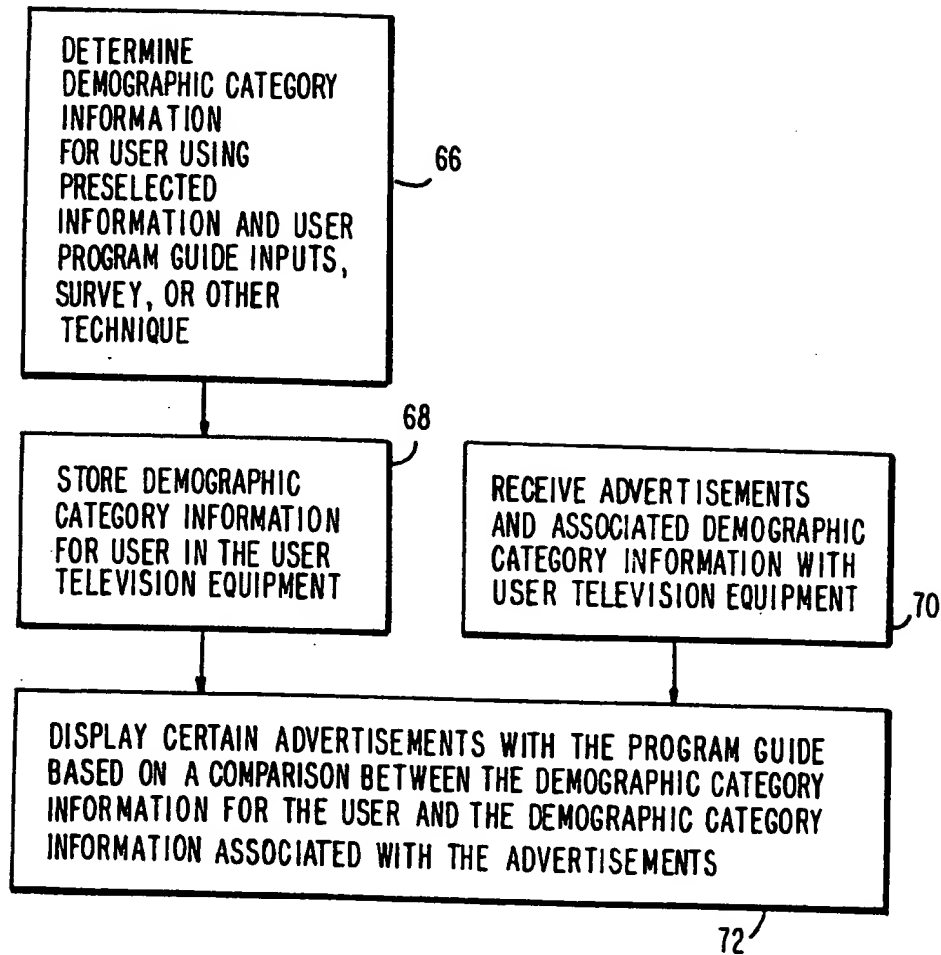 DETERMINE
DEMOGRAPHIC CATEGORY
INFORMATION
FOR USER USING
PRESELECTED
INFORMATION AND USER
PROGRAM GUIDE INPUTS,
SURVEY, OR OTHER
TECHNIQUE
66
68
STORE DEMOGRAPHIC
CATEGORY INFORMATION
FOR USER IN THE USER
TELEVISION EQUIPMENT
RECEIVE ADVERTISEMENTS
AND ASSOCIATED DEMOGRAPHIC
CATEGORY INFORMATION WITH
USER TELEVISION EQUIPMENT
70
DISPLAY CERTAIN ADVERTISEMENTS WITH THE PROGRAM GUIDE
BASED ON A COMPARISON BETWEEN THE DEMOGRAPHIC CATEGORY
INFORMATION FOR THE USER AND THE DEMOGRAPHIC CATEGORY
INFORMATION ASSOCIATED WITH THE ADVERTISEMENTS
72